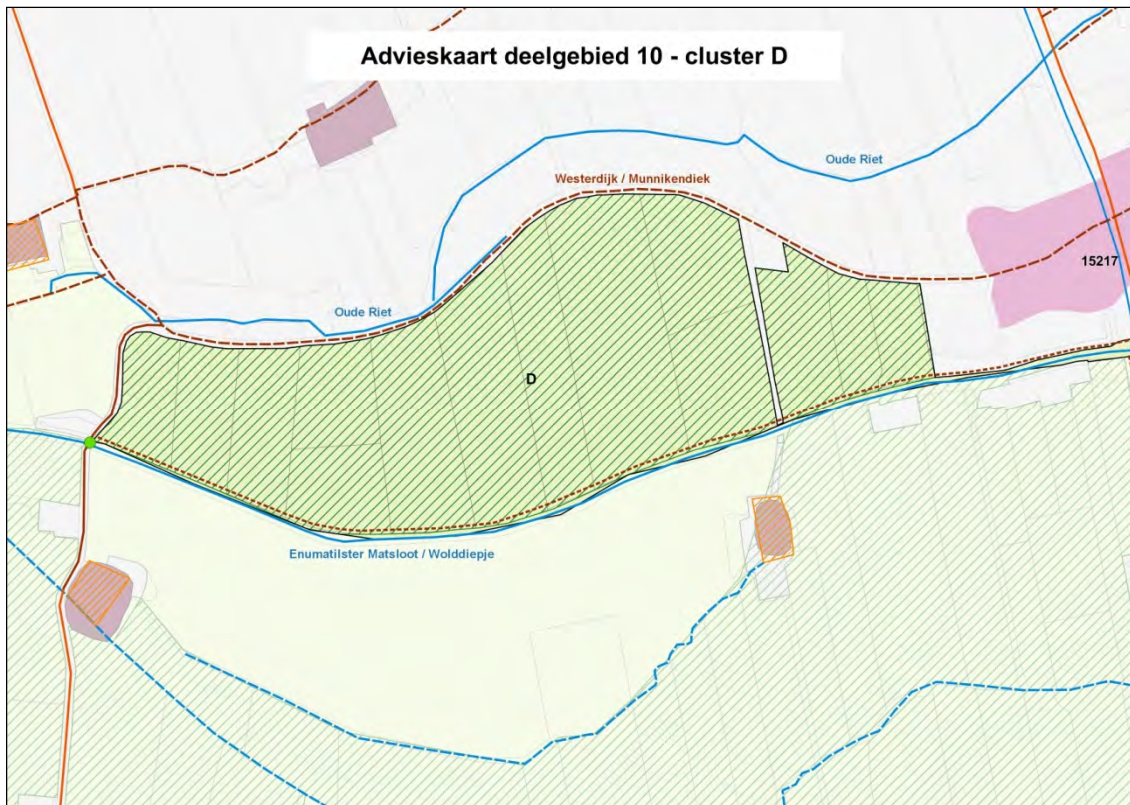 Advieskaart deelgebied 10 - cluster D
Oude Riet
Westerdijk / Munnikendiek
15217
Oude Riet
D
Enumatilster Matsloot / Wolddiepje